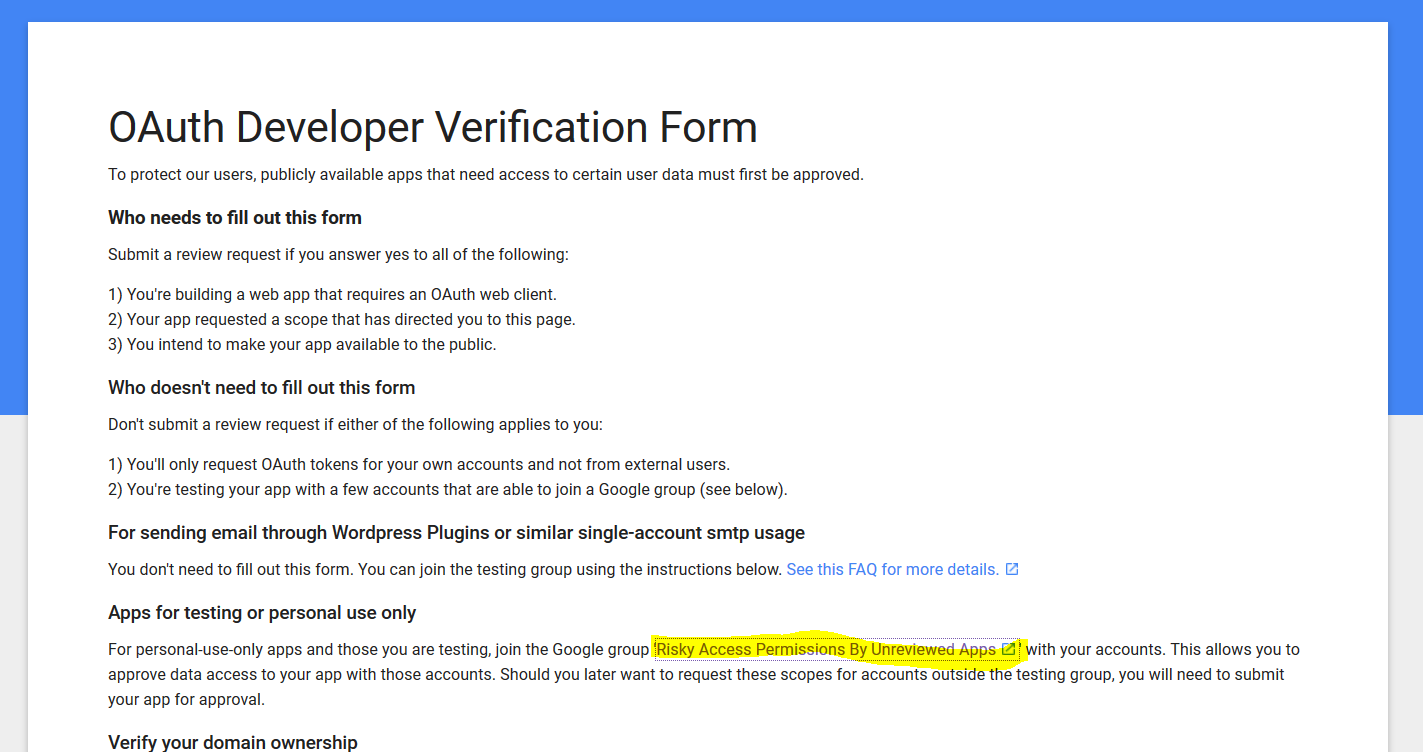 OAuth Developer Verification Form
To protect our users, publicly available apps that need access to certain user data must first be approved.
Who needs to fill out this form
Submit a review request if you answer yes to all of the following:
1) You're building a web app that requires an OAuth web client.
2) Your app requested a scope that has directed you to this page.
3) You intend to make your app available to the public.
Who doesn't need to fill out this form
Don't submit a review request if either of the following applies to you:
1) You'll only request OAuth tokens for your own accounts and not from external users.
2) You're testing your app with a few accounts that are able to join a Google group (see below).
For sending email through Wordpress Plugins or similar single-account smtp usage
You don't need to fill out this form. You can join the testing group using the instructions below. See this FAQ for more details.
Apps for testing or personal use only
For personal-use-only apps and those you are testing, join the Google group 'Risky Access Permissions By Unreviewed Apps' with your accounts. This allows you to
approve data access to your app with those accounts. Should you later want to request these scopes for accounts outside the testing group, you will need to submit
your app for approval.
Verify your domain ownership